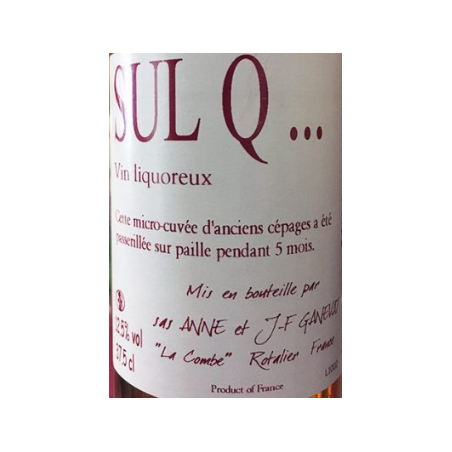 SUL Q ...
Vin liquoreux
Cette micro-cuvée d'anciens cépages a été
passerillée sur paille pendant 5 mois.
Mis en bouteille par
sas ANNE et J-F GANEVAT
"La Combe" Rotalier France
12.5% vol
37.5 cl
Product of France